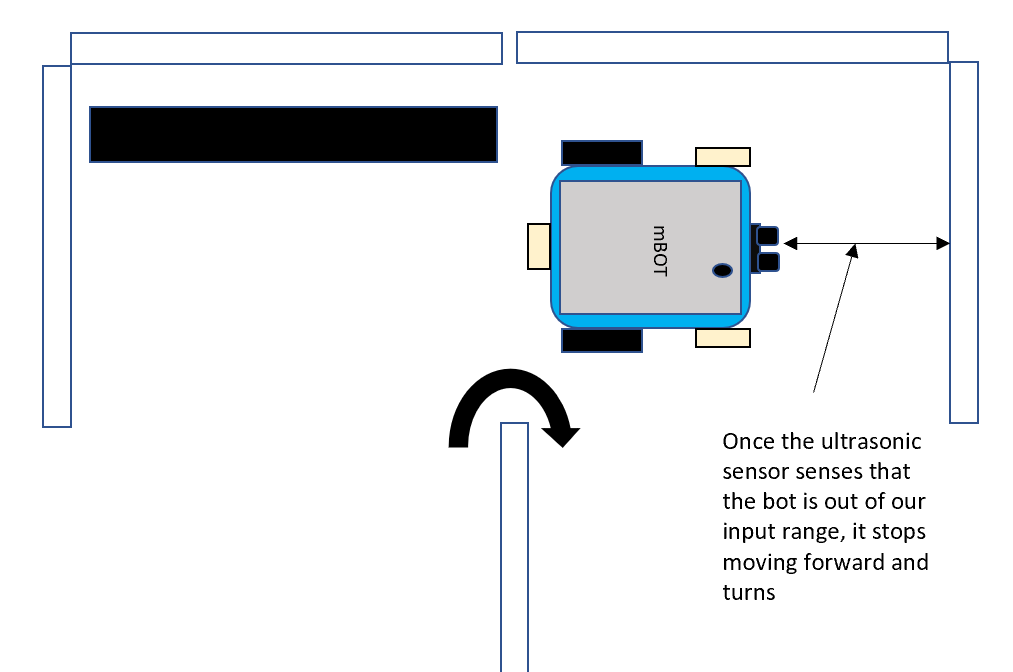 mBOT
Once the ultrasonic
sensor senses that
the bot is out of our
input range, it stops
moving forward and
turns